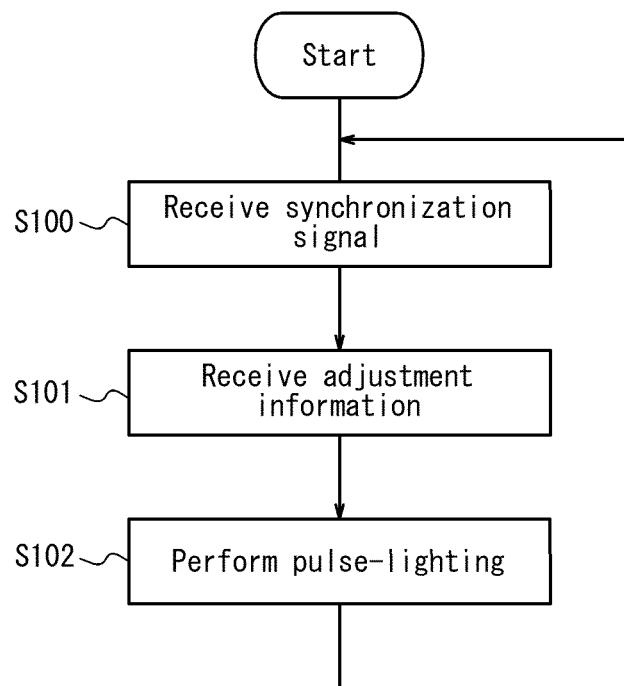 Start
S100
Receive synchronization
signal
S101
Receive adjustment
information
S102
Perform pulse-lighting